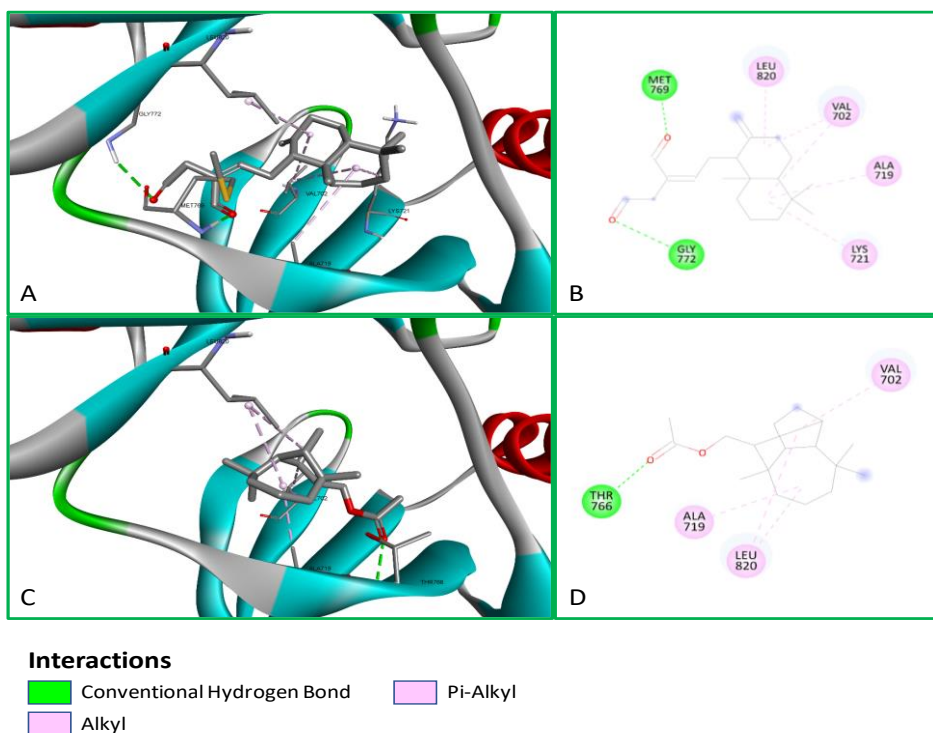 GLY772
MET769
VAL702
LYS721
ALA719
A
MET
769
LEU
820
VAL
702
ALA
719
LYS
721
GLY
772
B
THR766
C
VAL
702
THR
766
ALA
719
LEU
820
D
Interactions
Conventional Hydrogen Bond
Pi-Alkyl
Alkyl